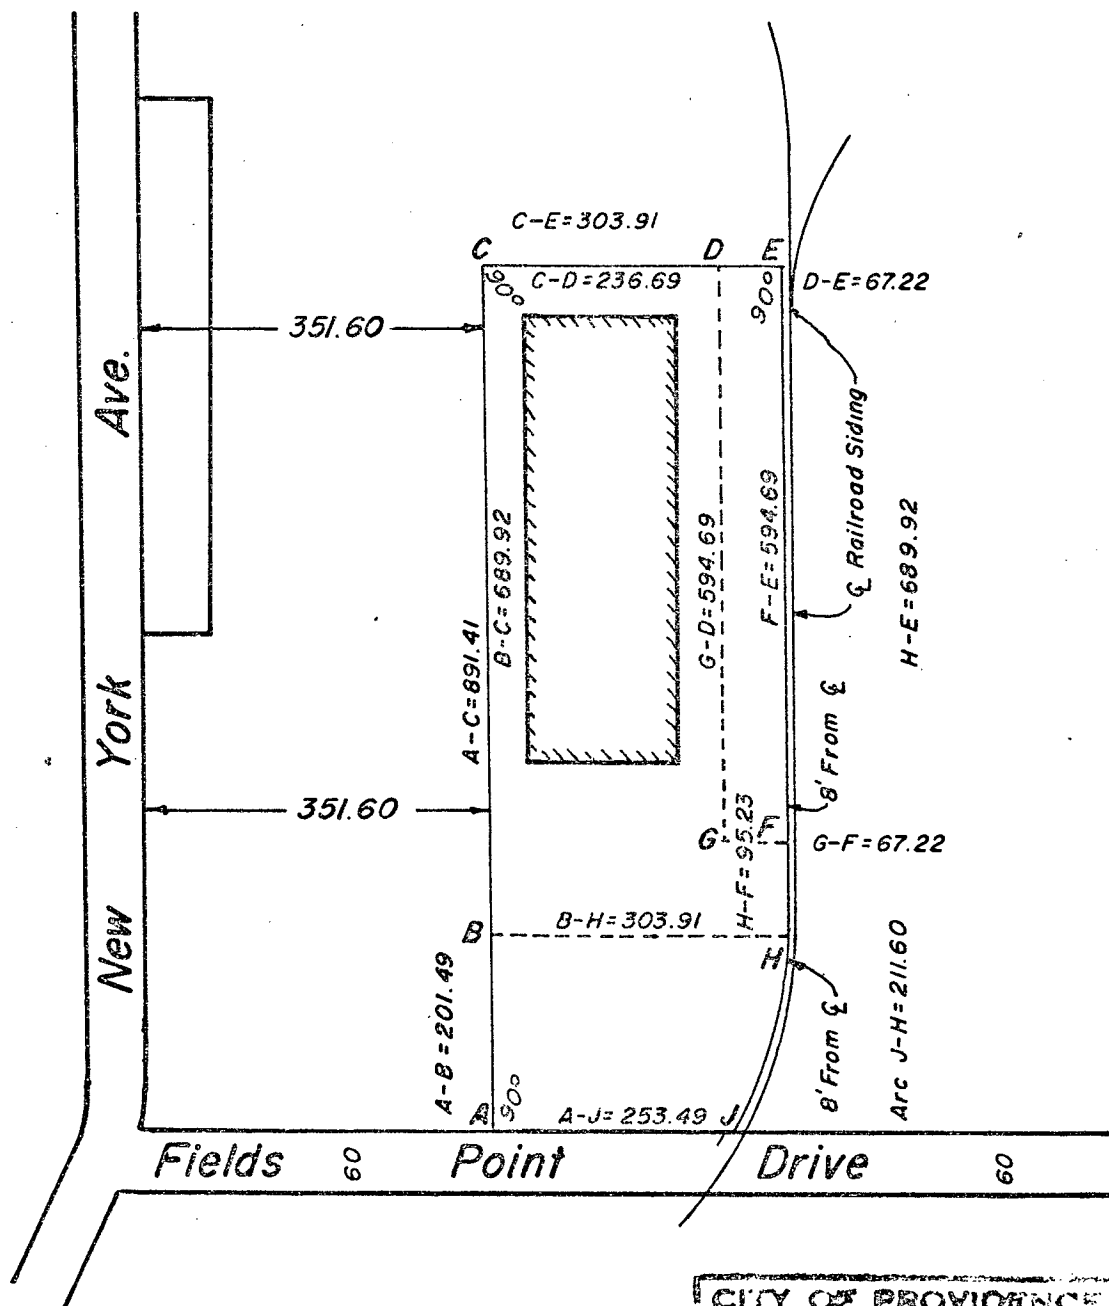 C-E=303.91
C D E
C-D=236.69
D-E=67.22
90°
90°
351.60
Ave.
℄ Railroad Siding
F-E=594.69
H-E=689.92
B-C=689.92
G-D=594.69
A-C=891.41
York
8' From ℄
351.60
H-F=95.23
G F
G-F=67.22
New
B-H=303.91
B
H
A-B=201.49
8' From ℄
Arc J-H=211.60
90°
A
A-J=253.49
J
Fields 60 Point Drive 60
CITY OF PROVIDENCE